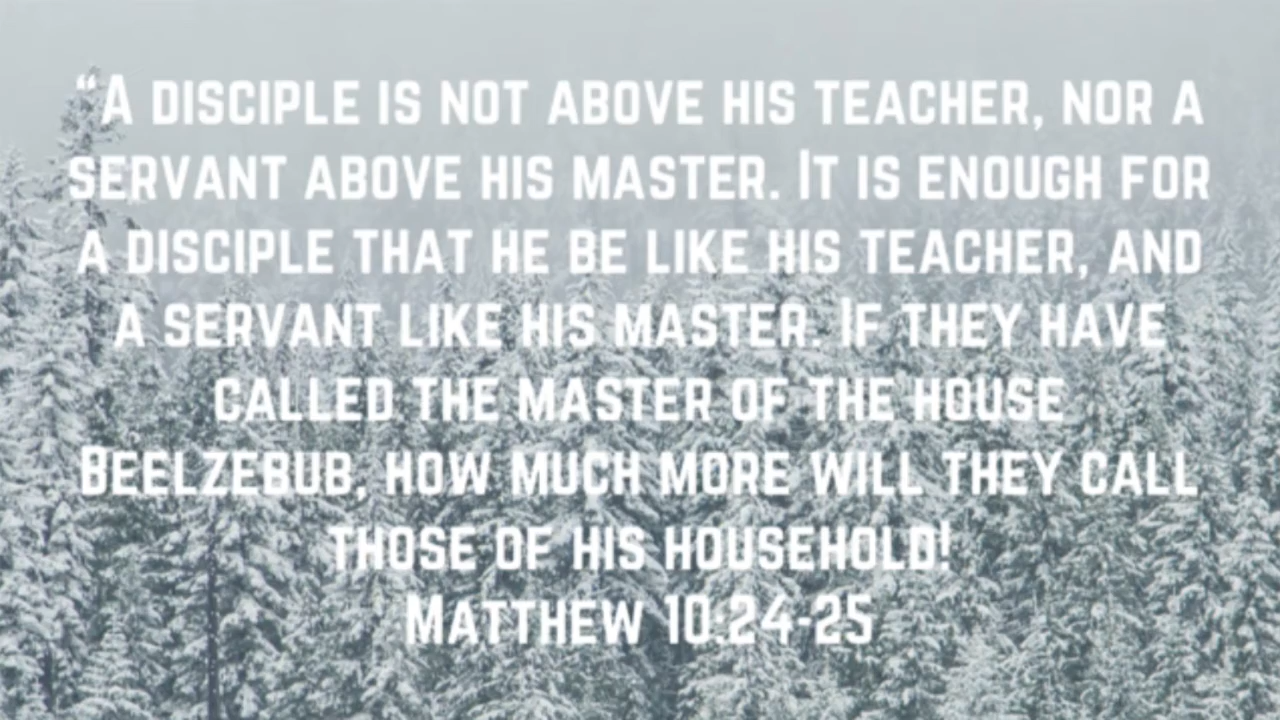 “A disciple is not above his teacher, nor a
servant above his master. It is enough for
a disciple that he be like his teacher, and
a servant like his master. If they have
called the master of the house
Beelzebub, how much more will they call
those of his household!
Matthew 10:24-25